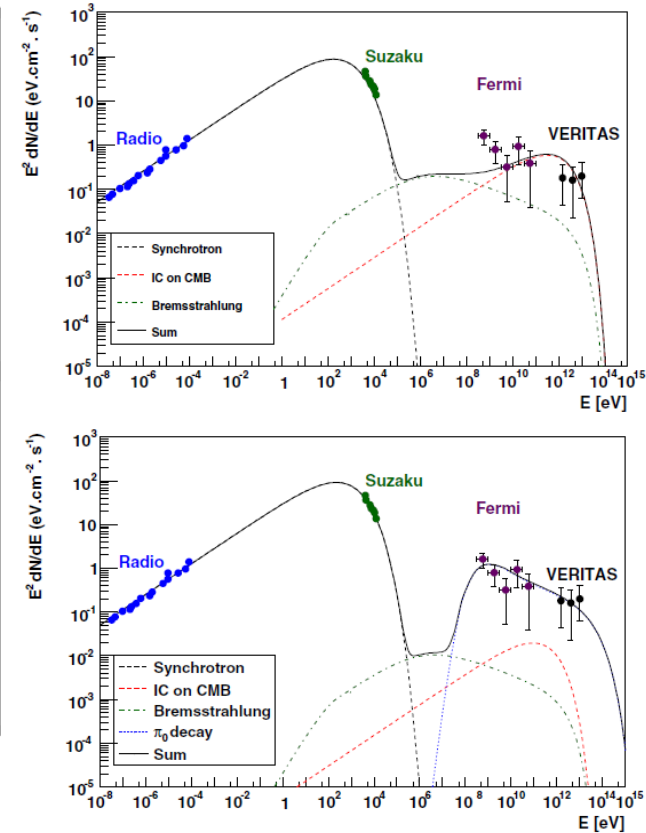 E² dN/dE (eV.cm⁻². s⁻¹)
10³
10²
10
1
10⁻¹
10⁻²
10⁻³
10⁻⁴
10⁻⁵
Radio
Suzaku
Fermi
VERITAS
Synchrotron
IC on CMB
Bremsstrahlung
Sum
10⁻⁸ 10⁻⁶ 10⁻⁴ 10⁻² 1 10² 10⁴ 10⁶ 10⁸ 10¹⁰ 10¹² 10¹⁴ 10¹⁵
E [eV]
E² dN/dE (eV.cm⁻². s⁻¹)
10³
10²
10
1
10⁻¹
10⁻²
10⁻³
10⁻⁴
10⁻⁵
Radio
Suzaku
Fermi
VERITAS
Synchrotron
IC on CMB
Bremsstrahlung
π₀ decay
Sum
10⁻⁸ 10⁻⁶ 10⁻⁴ 10⁻² 1 10² 10⁴ 10⁶ 10⁸ 10¹⁰ 10¹² 10¹⁴ 10¹⁵
E [eV]